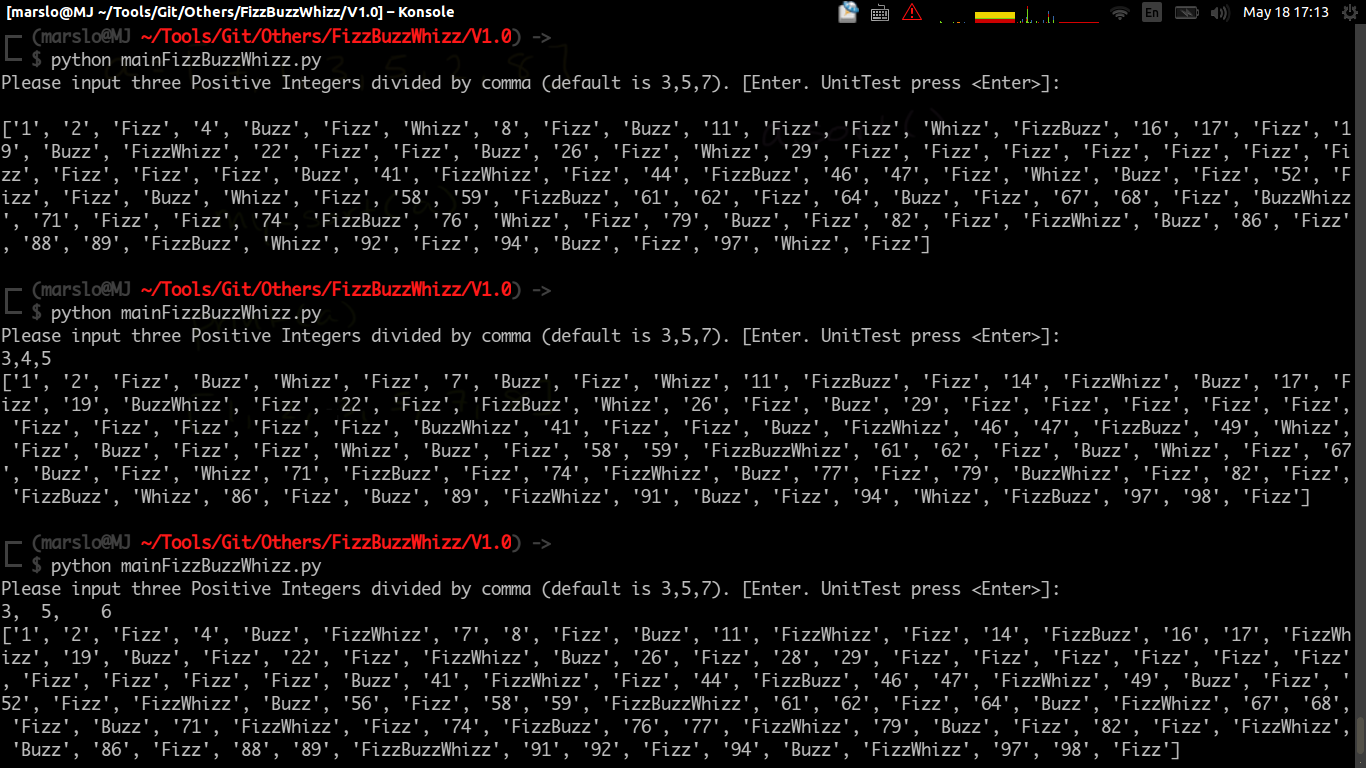 [marslo@MJ ~/Tools/Git/Others/FizzBuzzWhizz/V1.0] – Konsole
En
May 18 17:13
(marslo@MJ ~/Tools/Git/Others/FizzBuzzWhizz/V1.0) ->
$ python mainFizzBuzzWhizz.py
Please input three Positive Integers divided by comma (default is 3,5,7). [Enter. UnitTest press <Enter>]:
['1', '2', 'Fizz', '4', 'Buzz', 'Fizz', 'Whizz', '8', 'Fizz', 'Buzz', '11', 'Fizz', 'Fizz', 'Whizz', 'FizzBuzz', '16', '17', 'Fizz', '1
9', 'Buzz', 'FizzWhizz', '22', 'Fizz', 'Fizz', 'Buzz', '26', 'Fizz', 'Whizz', '29', 'Fizz', 'Fizz', 'Fizz', 'Fizz', 'Fizz', 'Fizz', 'Fi
zz', 'Fizz', 'Fizz', 'Fizz', 'Buzz', '41', 'FizzWhizz', 'Fizz', '44', 'FizzBuzz', '46', '47', 'Fizz', 'Whizz', 'Buzz', 'Fizz', '52', 'F
izz', 'Fizz', 'Buzz', 'Whizz', 'Fizz', '58', '59', 'FizzBuzz', '61', '62', 'Fizz', '64', 'Buzz', 'Fizz', '67', '68', 'Fizz', 'BuzzWhizz
', '71', 'Fizz', 'Fizz', '74', 'FizzBuzz', '76', 'Whizz', 'Fizz', '79', 'Buzz', 'Fizz', '82', 'Fizz', 'FizzWhizz', 'Buzz', '86', 'Fizz'
, '88', '89', 'FizzBuzz', 'Whizz', '92', 'Fizz', '94', 'Buzz', 'Fizz', '97', 'Whizz', 'Fizz']
(marslo@MJ ~/Tools/Git/Others/FizzBuzzWhizz/V1.0) ->
$ python mainFizzBuzzWhizz.py
Please input three Positive Integers divided by comma (default is 3,5,7). [Enter. UnitTest press <Enter>]:
3,4,5
['1', '2', 'Fizz', 'Buzz', 'Whizz', 'Fizz', '7', 'Buzz', 'Fizz', 'Whizz', '11', 'FizzBuzz', 'Fizz', '14', 'FizzWhizz', 'Buzz', '17', 'F
izz', '19', 'BuzzWhizz', 'Fizz', '22', 'Fizz', 'FizzBuzz', 'Whizz', '26', 'Fizz', 'Buzz', '29', 'Fizz', 'Fizz', 'Fizz', 'Fizz', 'Fizz',
'Fizz', 'Fizz', 'Fizz', 'Fizz', 'Fizz', 'BuzzWhizz', '41', 'Fizz', 'Fizz', 'Buzz', 'FizzWhizz', '46', '47', 'FizzBuzz', '49', 'Whizz',
'Fizz', 'Buzz', 'Fizz', 'Fizz', 'Whizz', 'Buzz', 'Fizz', '58', '59', 'FizzBuzzWhizz', '61', '62', 'Fizz', 'Buzz', 'Whizz', 'Fizz', '67'
, 'Buzz', 'Fizz', 'Whizz', '71', 'FizzBuzz', 'Fizz', '74', 'FizzWhizz', 'Buzz', '77', 'Fizz', '79', 'BuzzWhizz', 'Fizz', '82', 'Fizz',
'FizzBuzz', 'Whizz', '86', 'Fizz', 'Buzz', '89', 'FizzWhizz', '91', 'Buzz', 'Fizz', '94', 'Whizz', 'FizzBuzz', '97', '98', 'Fizz']
(marslo@MJ ~/Tools/Git/Others/FizzBuzzWhizz/V1.0) ->
$ python mainFizzBuzzWhizz.py
Please input three Positive Integers divided by comma (default is 3,5,7). [Enter. UnitTest press <Enter>]:
3,  5,    6
['1', '2', 'Fizz', '4', 'Buzz', 'FizzWhizz', '7', '8', 'Fizz', 'Buzz', '11', 'FizzWhizz', 'Fizz', '14', 'FizzBuzz', '16', '17', 'FizzWh
izz', '19', 'Buzz', 'Fizz', '22', 'Fizz', 'FizzWhizz', 'Buzz', '26', 'Fizz', '28', '29', 'Fizz', 'Fizz', 'Fizz', 'Fizz', 'Fizz', 'Fizz'
, 'Fizz', 'Fizz', 'Fizz', 'Fizz', 'Buzz', '41', 'FizzWhizz', 'Fizz', '44', 'FizzBuzz', '46', '47', 'FizzWhizz', '49', 'Buzz', 'Fizz', '
52', 'Fizz', 'FizzWhizz', 'Buzz', '56', 'Fizz', '58', '59', 'FizzBuzzWhizz', '61', '62', 'Fizz', '64', 'Buzz', 'FizzWhizz', '67', '68',
'Fizz', 'Buzz', '71', 'FizzWhizz', 'Fizz', '74', 'FizzBuzz', '76', '77', 'FizzWhizz', '79', 'Buzz', 'Fizz', '82', 'Fizz', 'FizzWhizz',
'Buzz', '86', 'Fizz', '88', '89', 'FizzBuzzWhizz', '91', '92', 'Fizz', '94', 'Buzz', 'FizzWhizz', '97', '98', 'Fizz']